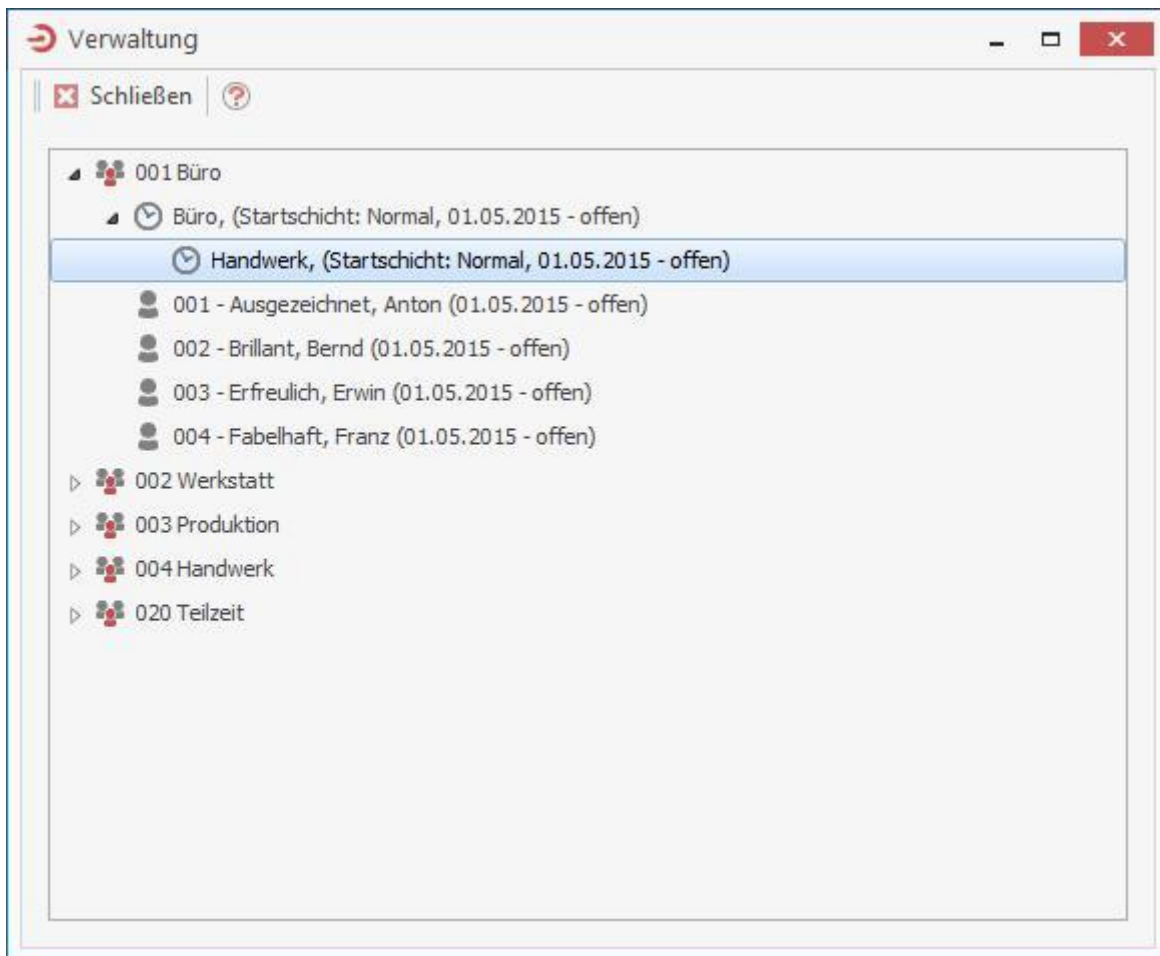 Verwaltung
Schließen
001 Büro
Büro, (Startschicht: Normal, 01.05.2015 - offen)
Handwerk, (Startschicht: Normal, 01.05.2015 - offen)
001 - Ausgezeichnet, Anton (01.05.2015 - offen)
002 - Brillant, Bernd (01.05.2015 - offen)
003 - Erfreulich, Erwin (01.05.2015 - offen)
004 - Fabelhaft, Franz (01.05.2015 - offen)
002 Werkstatt
003 Produktion
004 Handwerk
020 Teilzeit